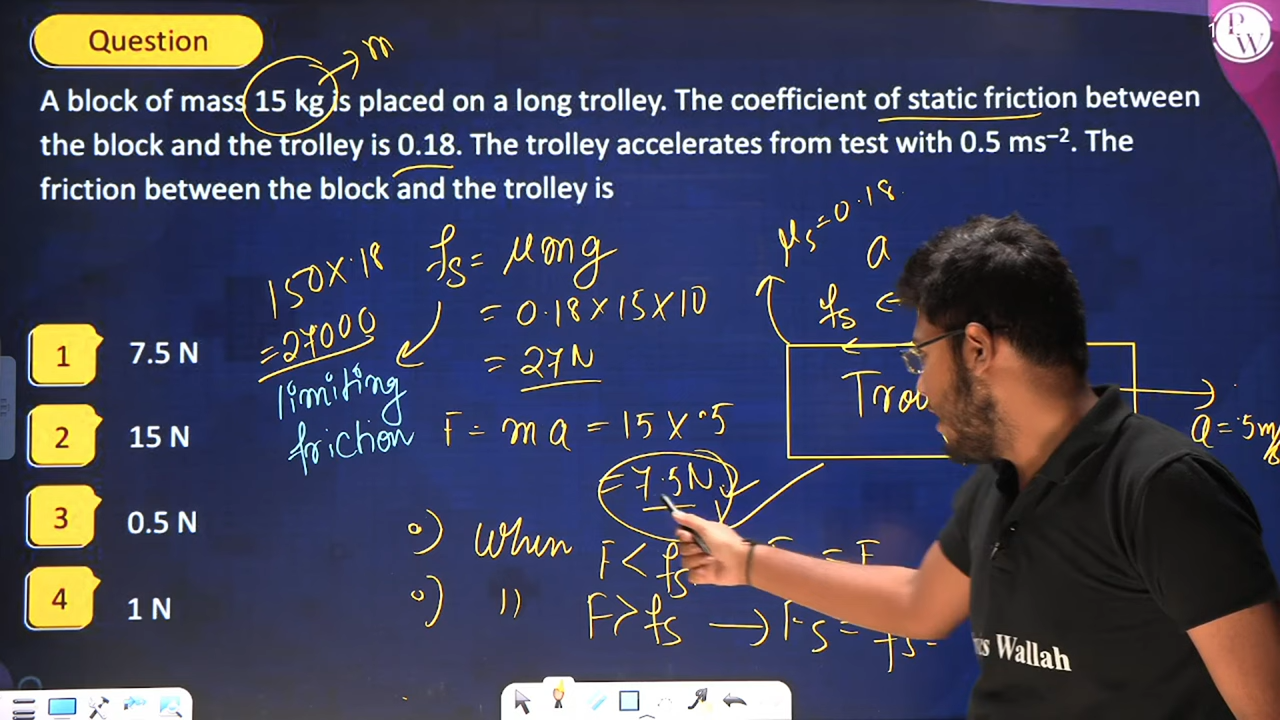 Question
PW
m
A block of mass 15 kg is placed on a long trolley. The coefficient of static friction between
the block and the trolley is 0.18. The trolley accelerates from test with 0.5 ms⁻². The
friction between the block and the trolley is
μs=0.18
a
150×18
=27000
fs = μmg
= 0.18×15×10
= 27N
limiting
friction
fs ←
F = ma = 15×.5
= 7.5N
a = .5m/s
1 7.5 N
2 15 N
3 0.5 N
4 1 N
o) When F < fs = F
o) 11 F > fs → Fs = fs
Wallah